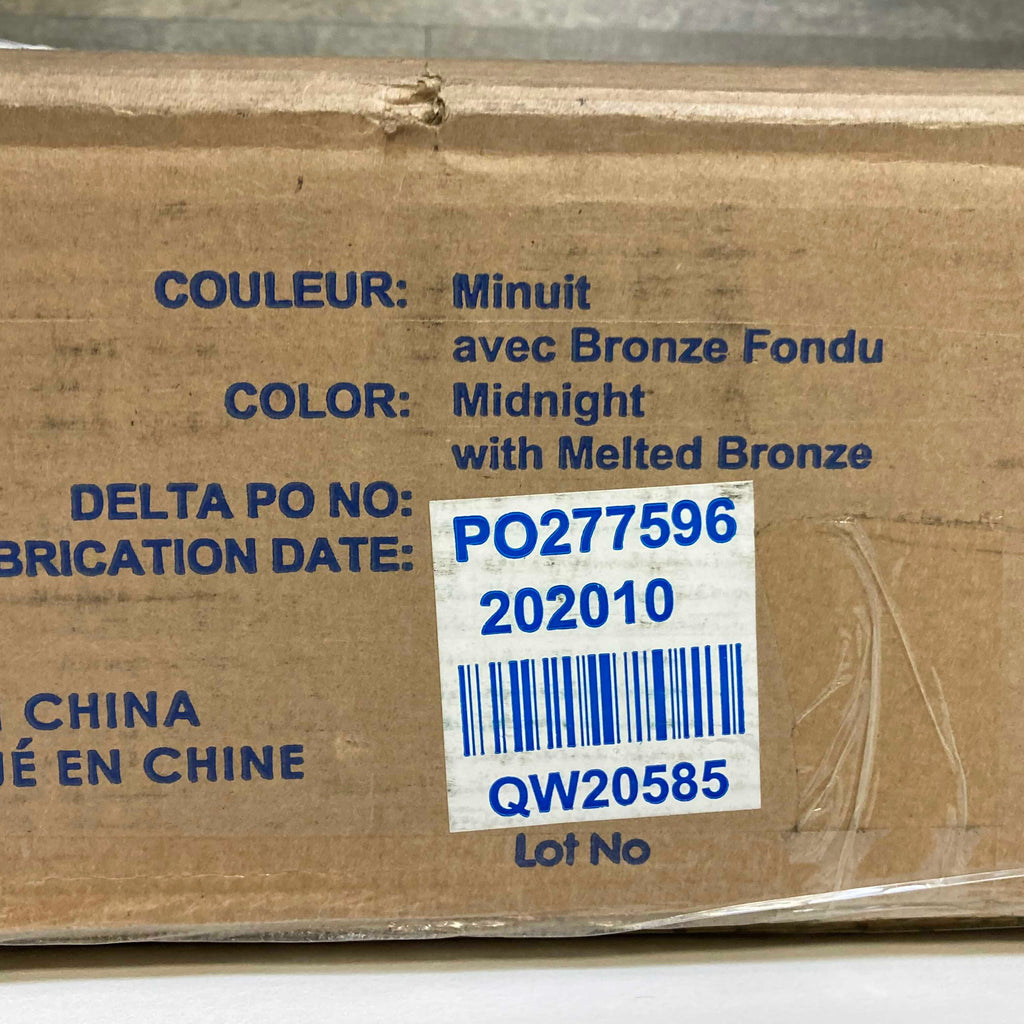 COULEUR: Minuit
avec Bronze Fondu
COLOR: Midnight
with Melted Bronze
DELTA PO NO: PO277596
BRICATION DATE: 202010
CHINA
É EN CHINE
QW20585
Lot No